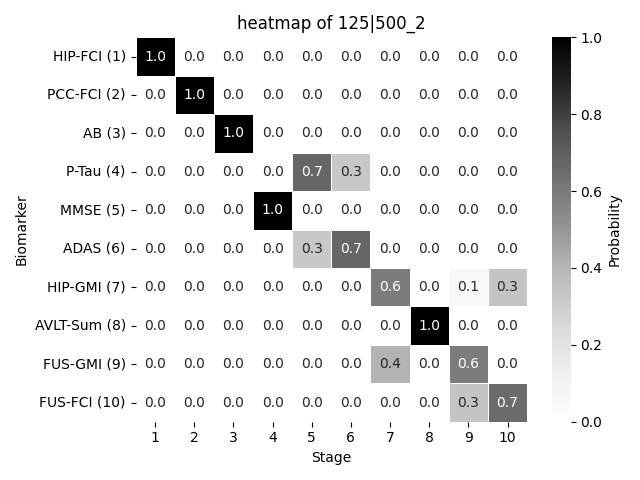 heatmap of 125|500_2
HIP-FCI (1) 1.0 0.0 0.0 0.0 0.0 0.0 0.0 0.0 0.0 0.0
PCC-FCI (2) 0.0 1.0 0.0 0.0 0.0 0.0 0.0 0.0 0.0 0.0
AB (3) 0.0 0.0 1.0 0.0 0.0 0.0 0.0 0.0 0.0 0.0
P-Tau (4) 0.0 0.0 0.0 0.0 0.7 0.3 0.0 0.0 0.0 0.0
MMSE (5) 0.0 0.0 0.0 1.0 0.0 0.0 0.0 0.0 0.0 0.0
ADAS (6) 0.0 0.0 0.0 0.0 0.3 0.7 0.0 0.0 0.0 0.0
HIP-GMI (7) 0.0 0.0 0.0 0.0 0.0 0.0 0.6 0.0 0.1 0.3
AVLT-Sum (8) 0.0 0.0 0.0 0.0 0.0 0.0 0.0 1.0 0.0 0.0
FUS-GMI (9) 0.0 0.0 0.0 0.0 0.0 0.0 0.4 0.0 0.6 0.0
FUS-FCI (10) 0.0 0.0 0.0 0.0 0.0 0.0 0.0 0.0 0.3 0.7
1 2 3 4 5 6 7 8 9 10
Stage
Biomarker
1.0
0.8
0.6
0.4
0.2
0.0
Probability